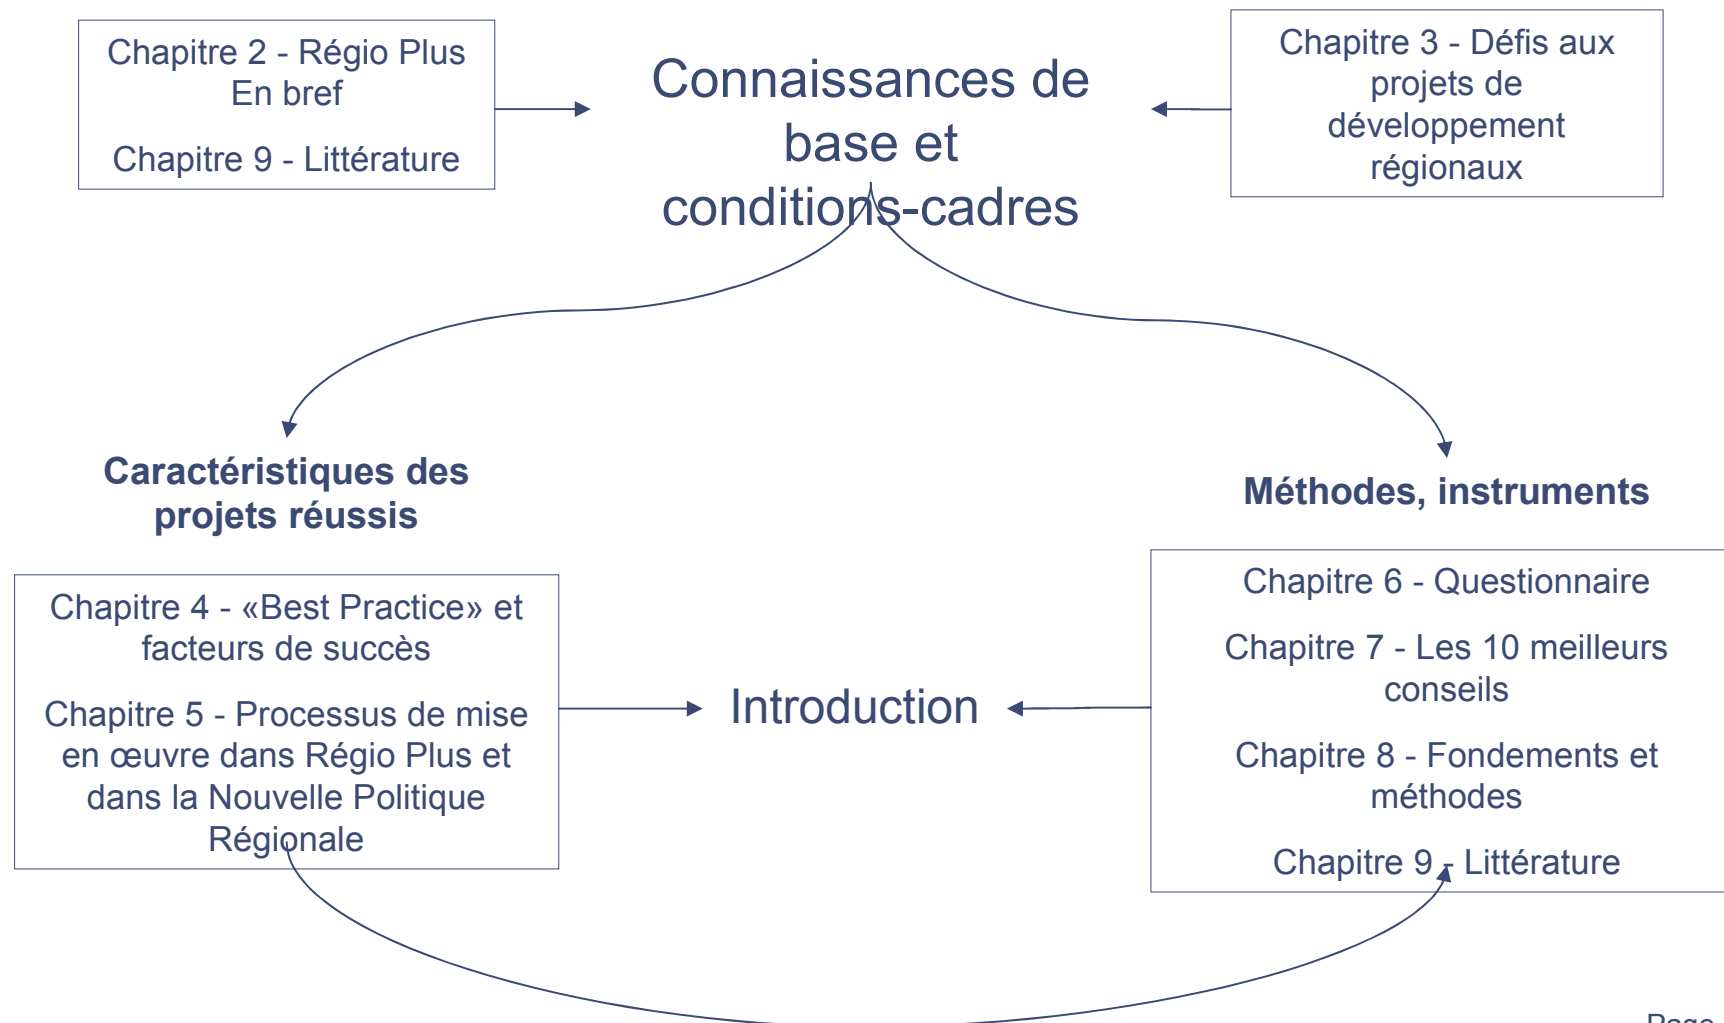 Chapitre 2 - Régio Plus
En bref
Chapitre 9 - Littérature
Connaissances de
base et
conditions-cadres
Chapitre 3 - Défis aux
projets de
développement
régionaux
Caractéristiques des
projets réussis
Méthodes, instruments
Chapitre 4 - «Best Practice» et
facteurs de succès
Chapitre 5 - Processus de mise
en œuvre dans Régio Plus et
dans la Nouvelle Politique
Régionale
Introduction
Chapitre 6 - Questionnaire
Chapitre 7 - Les 10 meilleurs
conseils
Chapitre 8 - Fondements et
méthodes
Chapitre 9 - Littérature
Page